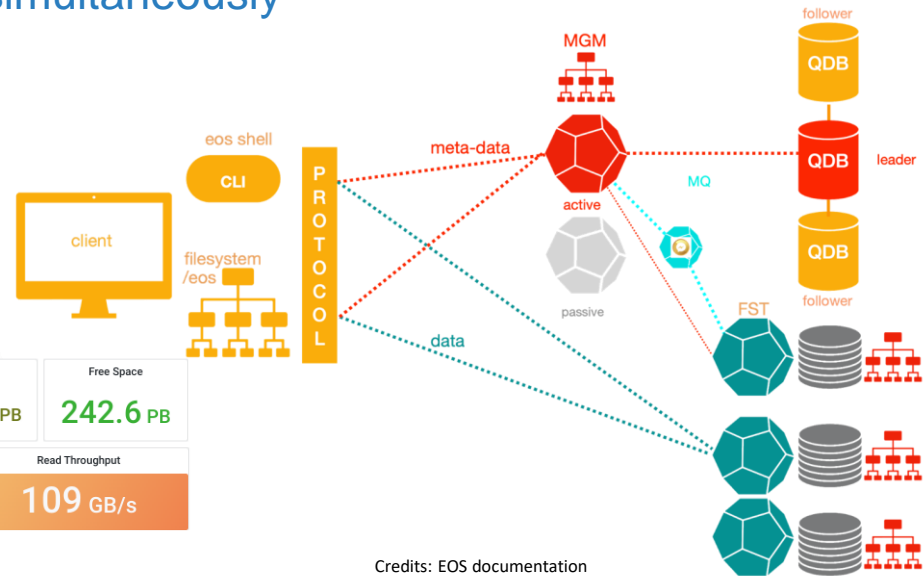 simultaneously
follower
QDB
MGM
eos shell
CLI
meta-data
QDB
leader
MQ
active
client
filesystem
/eos
PROTOCOL
QDB
follower
passive
FST
data
Free Space
PB
242.6 PB
Read Throughput
109 GB/s
Credits: EOS documentation